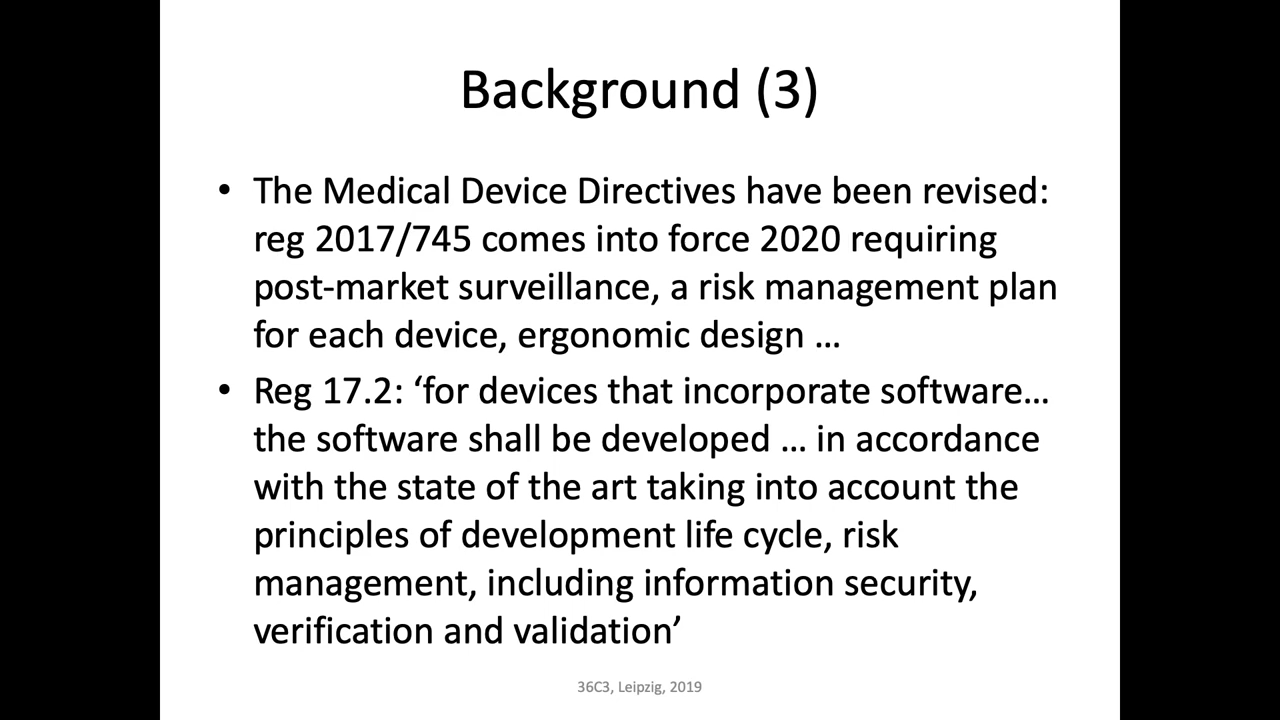 Background (3)
• The Medical Device Directives have been revised:
reg 2017/745 comes into force 2020 requiring
post-market surveillance, a risk management plan
for each device, ergonomic design …
• Reg 17.2: ‘for devices that incorporate software…
the software shall be developed … in accordance
with the state of the art taking into account the
principles of development life cycle, risk
management, including information security,
verification and validation’
36C3, Leipzig, 2019